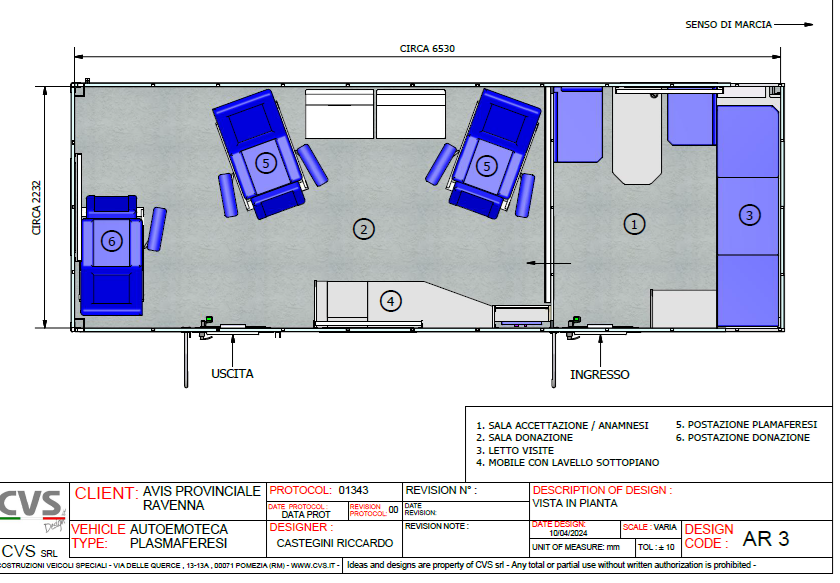 SENSO DI MARCIA
CIRCA 6530
CIRCA 2232
5
5
6
2
1
3
4
USCITA
INGRESSO
1. SALA ACCETTAZIONE / ANAMNESI
2. SALA DONAZIONE
3. LETTO VISITE
4. MOBILE CON LAVELLO SOTTOPIANO
5. POSTAZIONE PLAMAFERESI
6. POSTAZIONE DONAZIONE
CVS
Design
CVS SRL
CLIENT: AVIS PROVINCIALE
RAVENNA
VEHICLE TYPE: AUTOEMOTECA
PLASMAFERESI
PROTOCOL: 01343
DATE PROTOCOL:
DATA PROT
REVISION PROTOCOL: 00
DESIGNER :
CASTEGINI RICCARDO
REVISION N° :
DATE REVISION:
REVISION NOTE :
DESCRIPTION OF DESIGN :
VISTA IN PIANTA
DATE DESIGN:
10/04/2024
SCALE : VARIA
UNIT OF MEASURE: mm
TOL : ± 10
DESIGN CODE : AR 3
COSTRUZIONI VEICOLI SPECIALI - VIA DELLE QUERCE , 13-13A , 00071 POMEZIA (RM) - WWW.CVS.IT -
Ideas and designs are property of CVS srl - Any total or partial use without written authorization is prohibited -